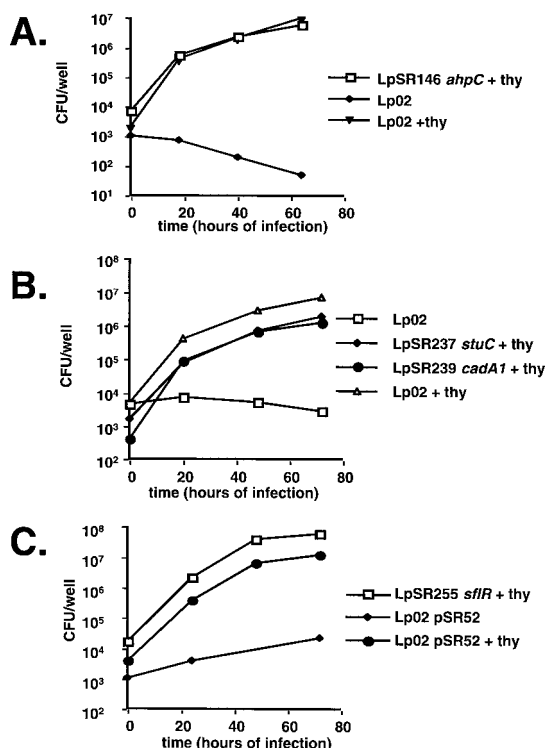 A.
CFU/well
10^7
10^6
10^5
10^4
10^3
10^2
10^1
0 20 40 60 80
time (hours of infection)
LpSR146 ahpC + thy
Lp02
Lp02 +thy
B.
CFU/well
10^8
10^7
10^6
10^5
10^4
10^3
10^2
0 20 40 60 80
time (hours of infection)
Lp02
LpSR237 stuC + thy
LpSR239 cadA1 + thy
Lp02 + thy
C.
CFU/well
10^8
10^7
10^6
10^5
10^4
10^3
10^2
0 20 40 60 80
time (hours of infection)
LpSR255 sflR + thy
Lp02 pSR52
Lp02 pSR52 + thy